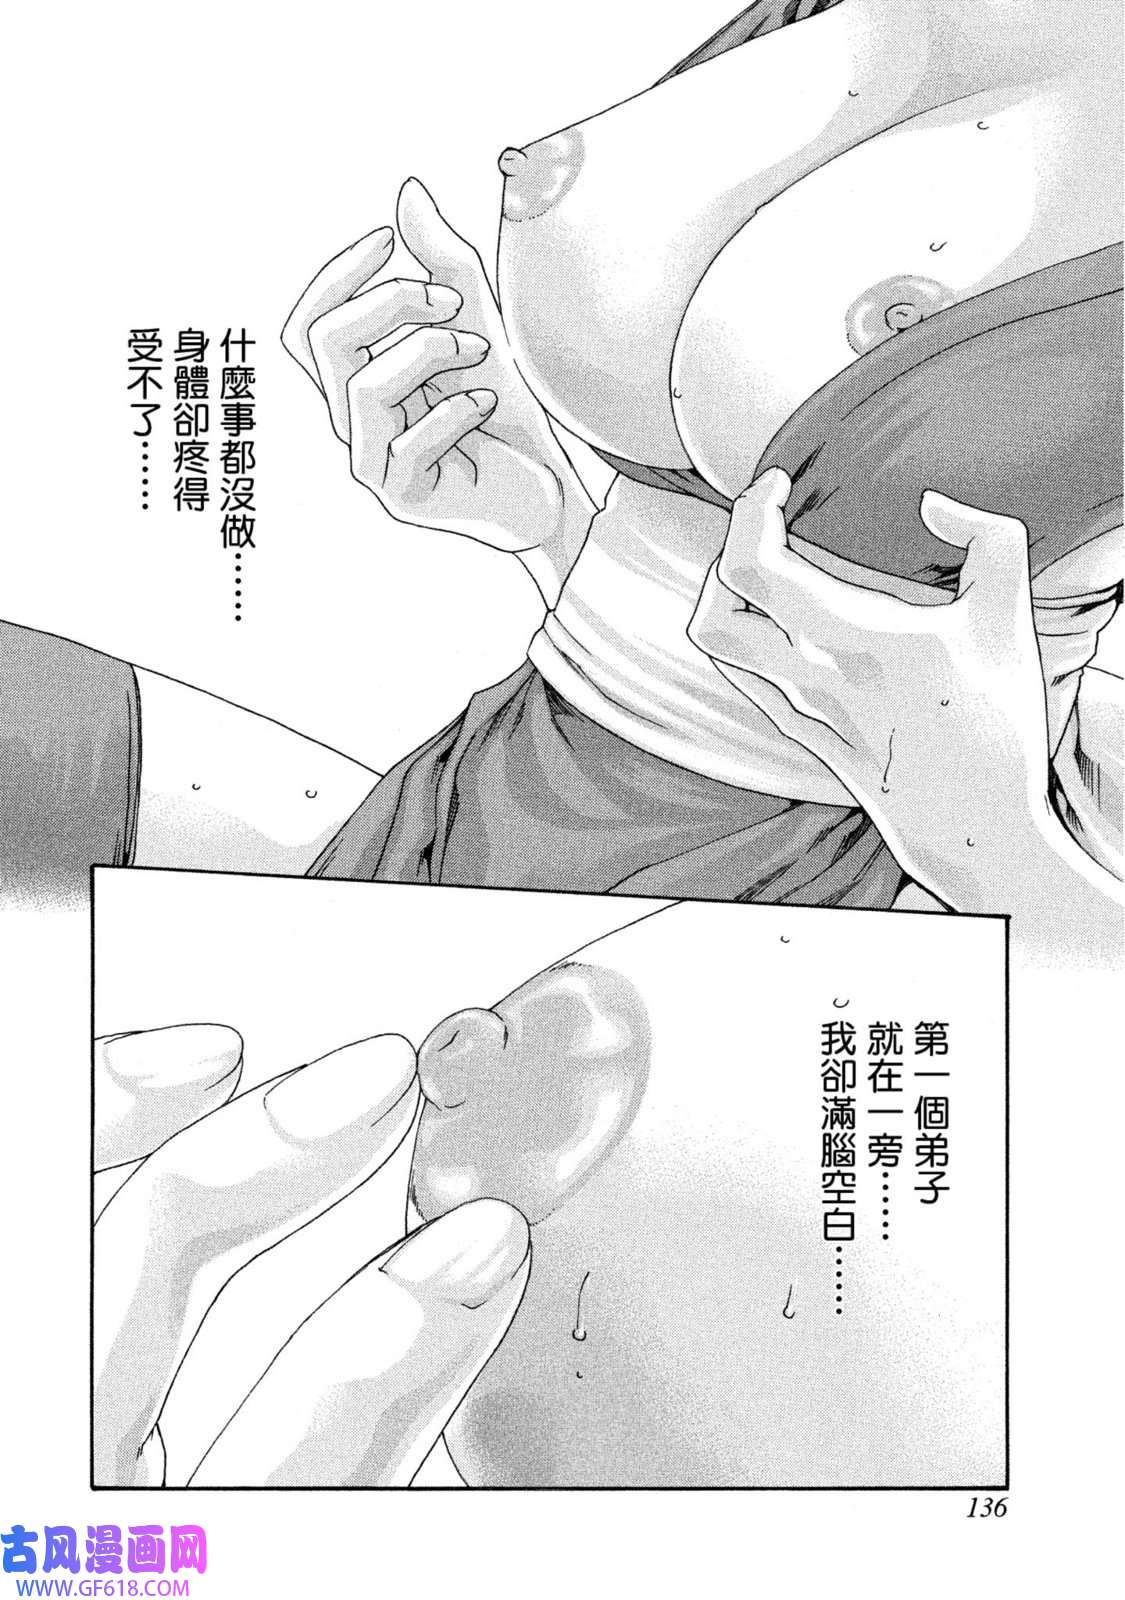 什麼事都沒做……
身體卻疼得
受不了……
第一個弟子
就在一旁……
我卻滿腦空白……
136
古风漫画网
WWW.GF618.COM